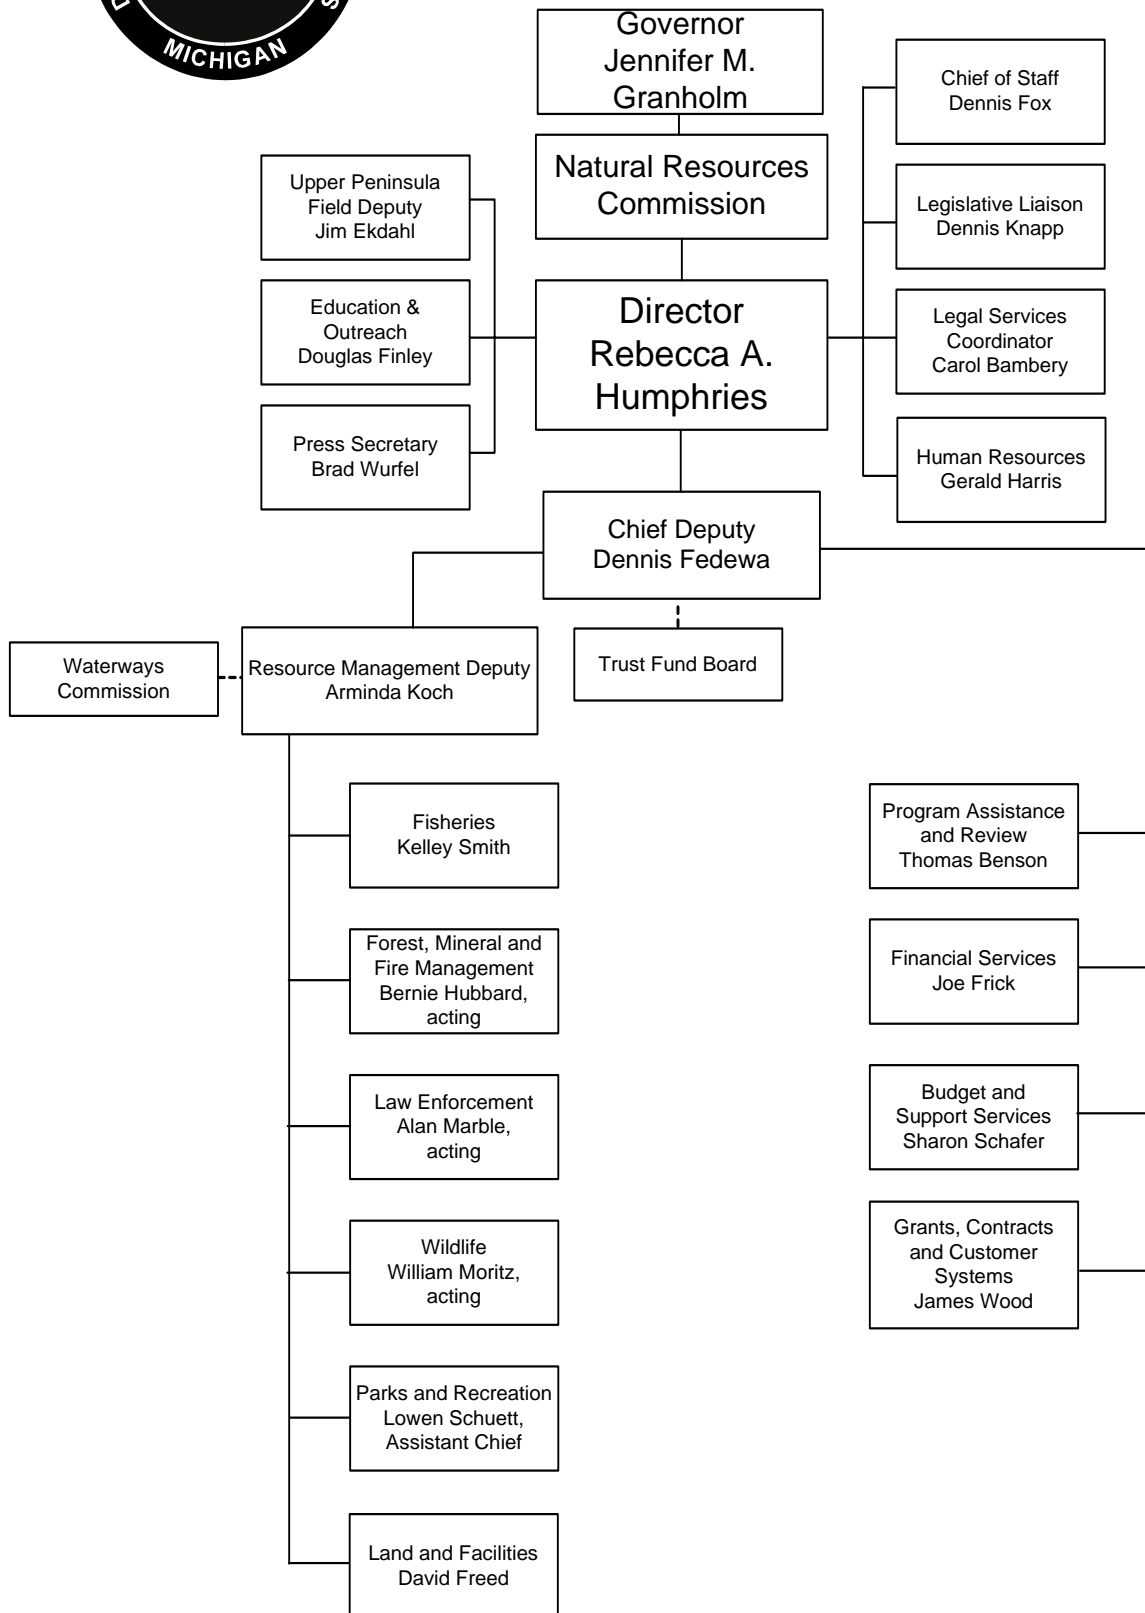 MICHIGAN
Governor
Jennifer M.
Granholm
Natural Resources
Commission
Director
Rebecca A.
Humphries
Upper Peninsula
Field Deputy
Jim Ekdahl
Education &
Outreach
Douglas Finley
Press Secretary
Brad Wurfel
Chief of Staff
Dennis Fox
Legislative Liaison
Dennis Knapp
Legal Services
Coordinator
Carol Bambery
Human Resources
Gerald Harris
Chief Deputy
Dennis Fedewa
Waterways
Commission
Resource Management Deputy
Arminda Koch
Trust Fund Board
Fisheries
Kelley Smith
Forest, Mineral and
Fire Management
Bernie Hubbard,
acting
Law Enforcement
Alan Marble,
acting
Wildlife
William Moritz,
acting
Parks and Recreation
Lowen Schuett,
Assistant Chief
Land and Facilities
David Freed
Program Assistance
and Review
Thomas Benson
Financial Services
Joe Frick
Budget and
Support Services
Sharon Schafer
Grants, Contracts
and Customer
Systems
James Wood